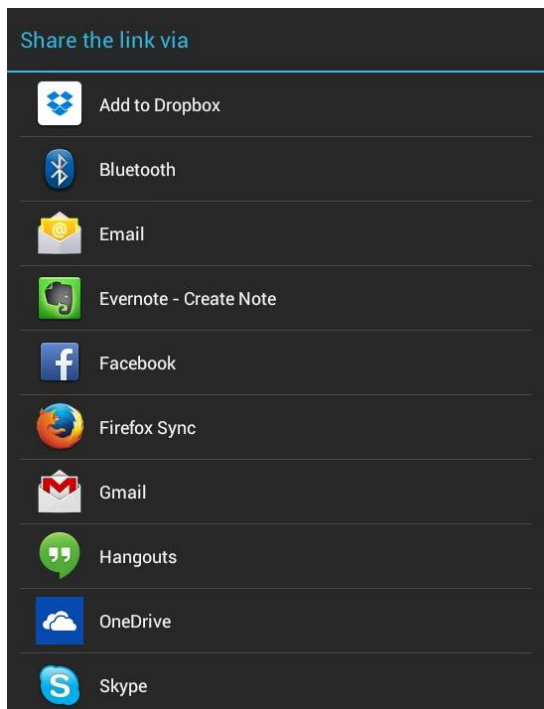 Share the link via
Add to Dropbox
Bluetooth
Email
Evernote - Create Note
Facebook
Firefox Sync
Gmail
Hangouts
OneDrive
Skype